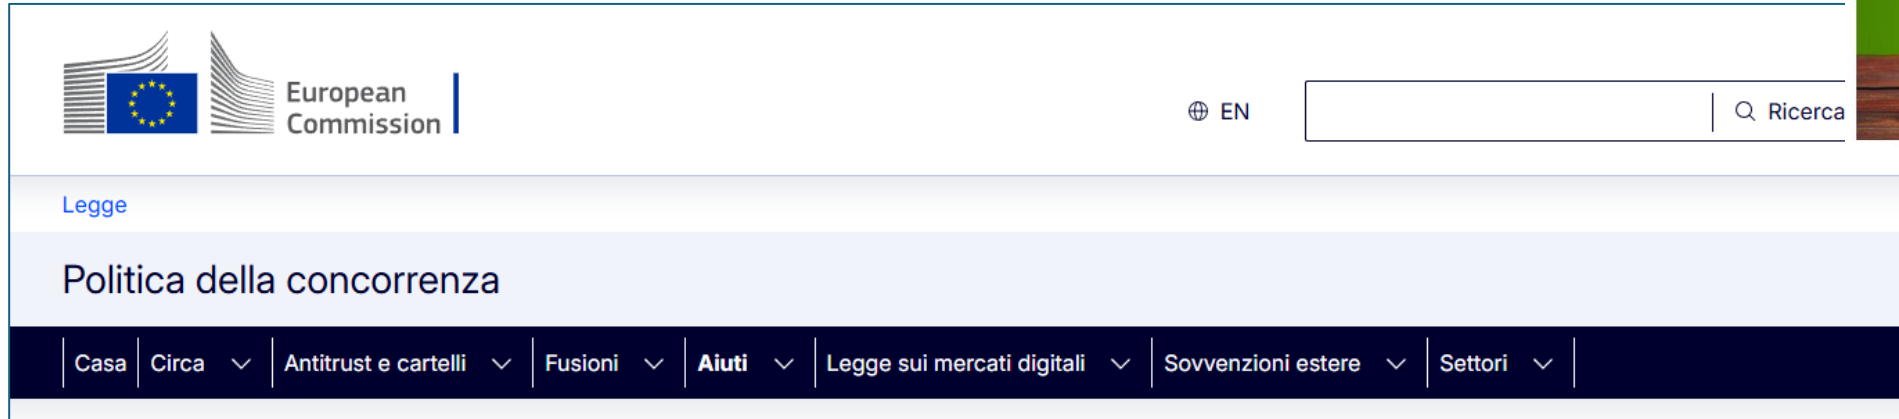 European
Commission
EN
Ricerca
Legge
Politica della concorrenza
Casa Circa Antitrust e cartelli Fusioni Aiuti Legge sui mercati digitali Sovvenzioni estere Settori